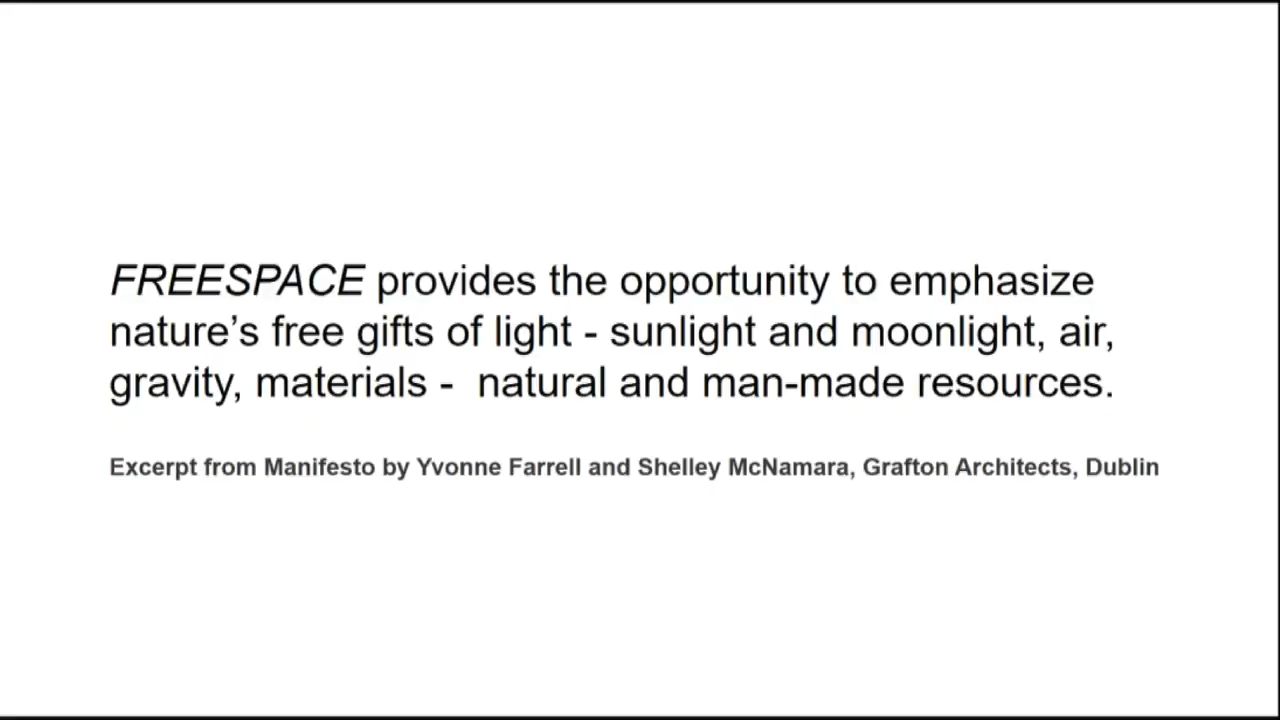 FREESPACE provides the opportunity to emphasize
nature’s free gifts of light - sunlight and moonlight, air,
gravity, materials -  natural and man-made resources.
Excerpt from Manifesto by Yvonne Farrell and Shelley McNamara, Grafton Architects, Dublin